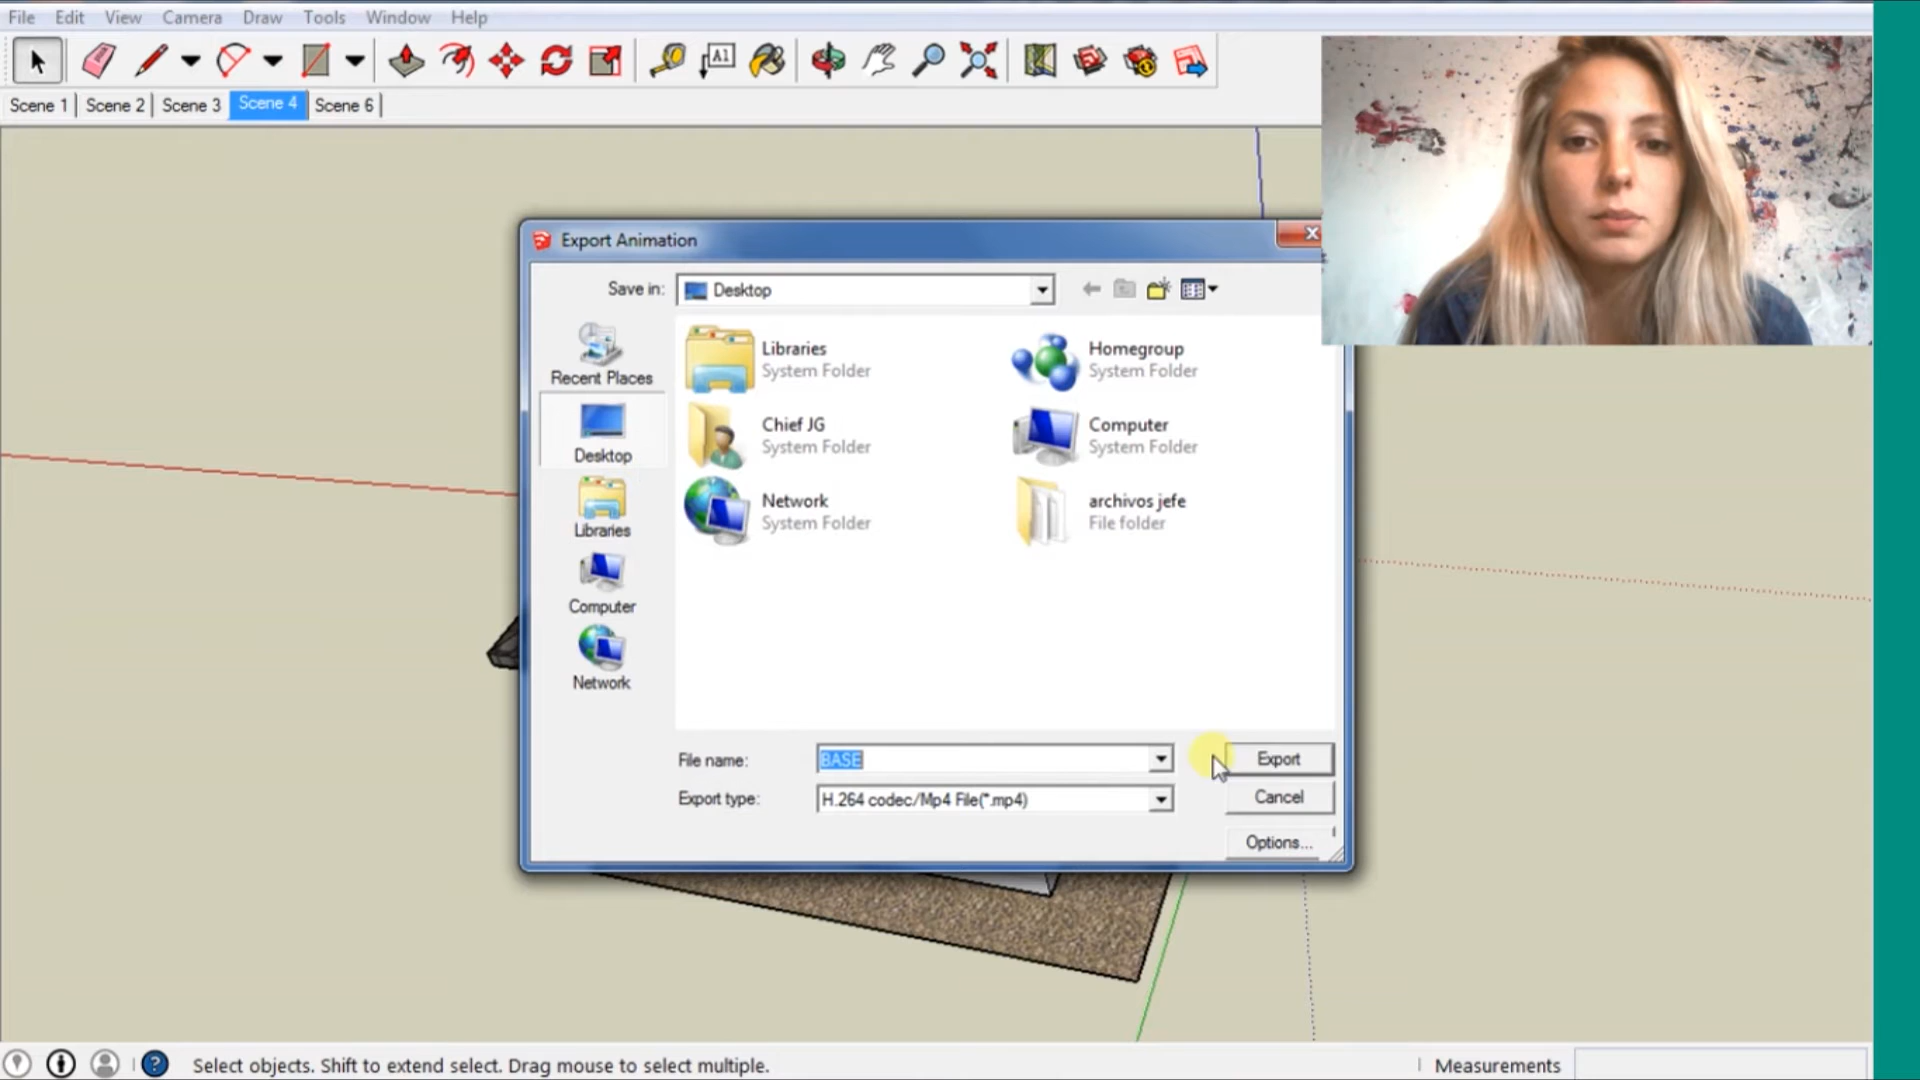 File Edit View Camera Draw Tools Window Help
A1
Scene 1 Scene 2 Scene 3 Scene 4 Scene 6
Export Animation
Save in: Desktop
Recent Places
Desktop
Libraries
Computer
Network
Libraries
System Folder
Homegroup
System Folder
Chief JG
System Folder
Computer
System Folder
Network
System Folder
archivos jefe
File folder
File name: BASE Export
Export type: H.264 codec/Mp4 File(*.mp4) Cancel
Options...
Select objects. Shift to extend select. Drag mouse to select multiple. Measurements